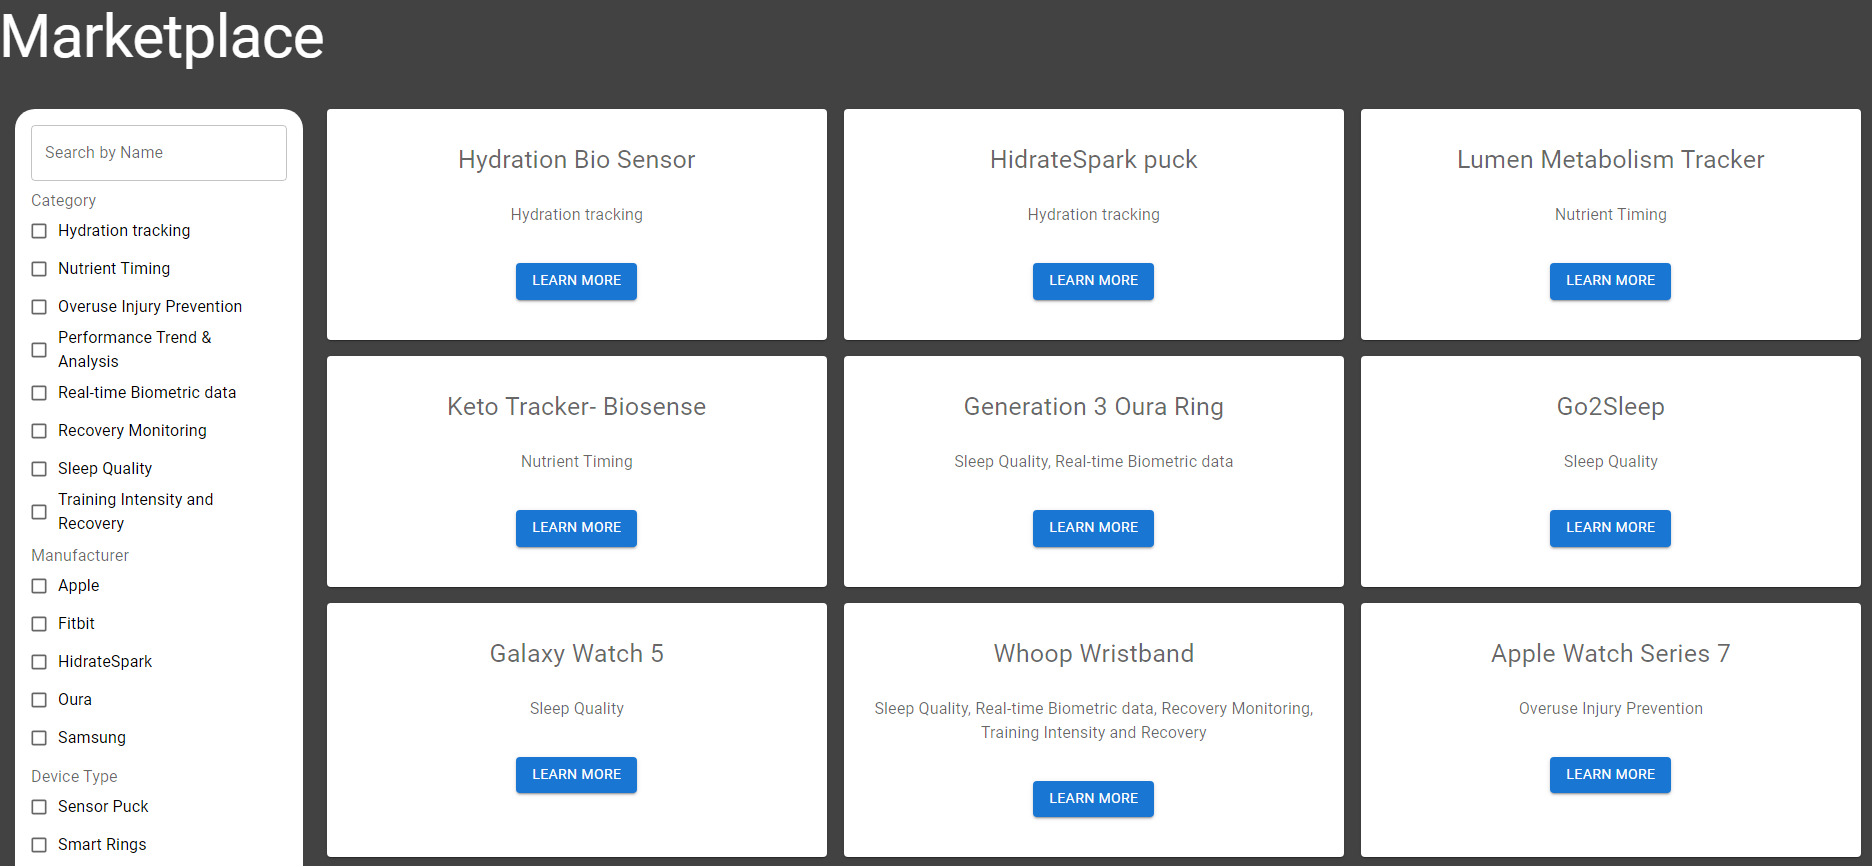 Marketplace
Search by Name
Category
Hydration tracking
Nutrient Timing
Overuse Injury Prevention
Performance Trend &
Analysis
Real-time Biometric data
Recovery Monitoring
Sleep Quality
Training Intensity and
Recovery
Manufacturer
Apple
Fitbit
HidrateSpark
Oura
Samsung
Device Type
Sensor Puck
Smart Rings
Hydration Bio Sensor
Hydration tracking
LEARN MORE
HidrateSpark puck
Hydration tracking
LEARN MORE
Lumen Metabolism Tracker
Nutrient Timing
LEARN MORE
Keto Tracker- Biosense
Nutrient Timing
LEARN MORE
Generation 3 Oura Ring
Sleep Quality, Real-time Biometric data
LEARN MORE
Go2Sleep
Sleep Quality
LEARN MORE
Galaxy Watch 5
Sleep Quality
LEARN MORE
Whoop Wristband
Sleep Quality, Real-time Biometric data, Recovery Monitoring,
Training Intensity and Recovery
LEARN MORE
Apple Watch Series 7
Overuse Injury Prevention
LEARN MORE